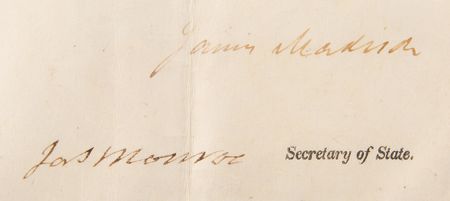 James Madison
Jas Monroe Secretary of State.